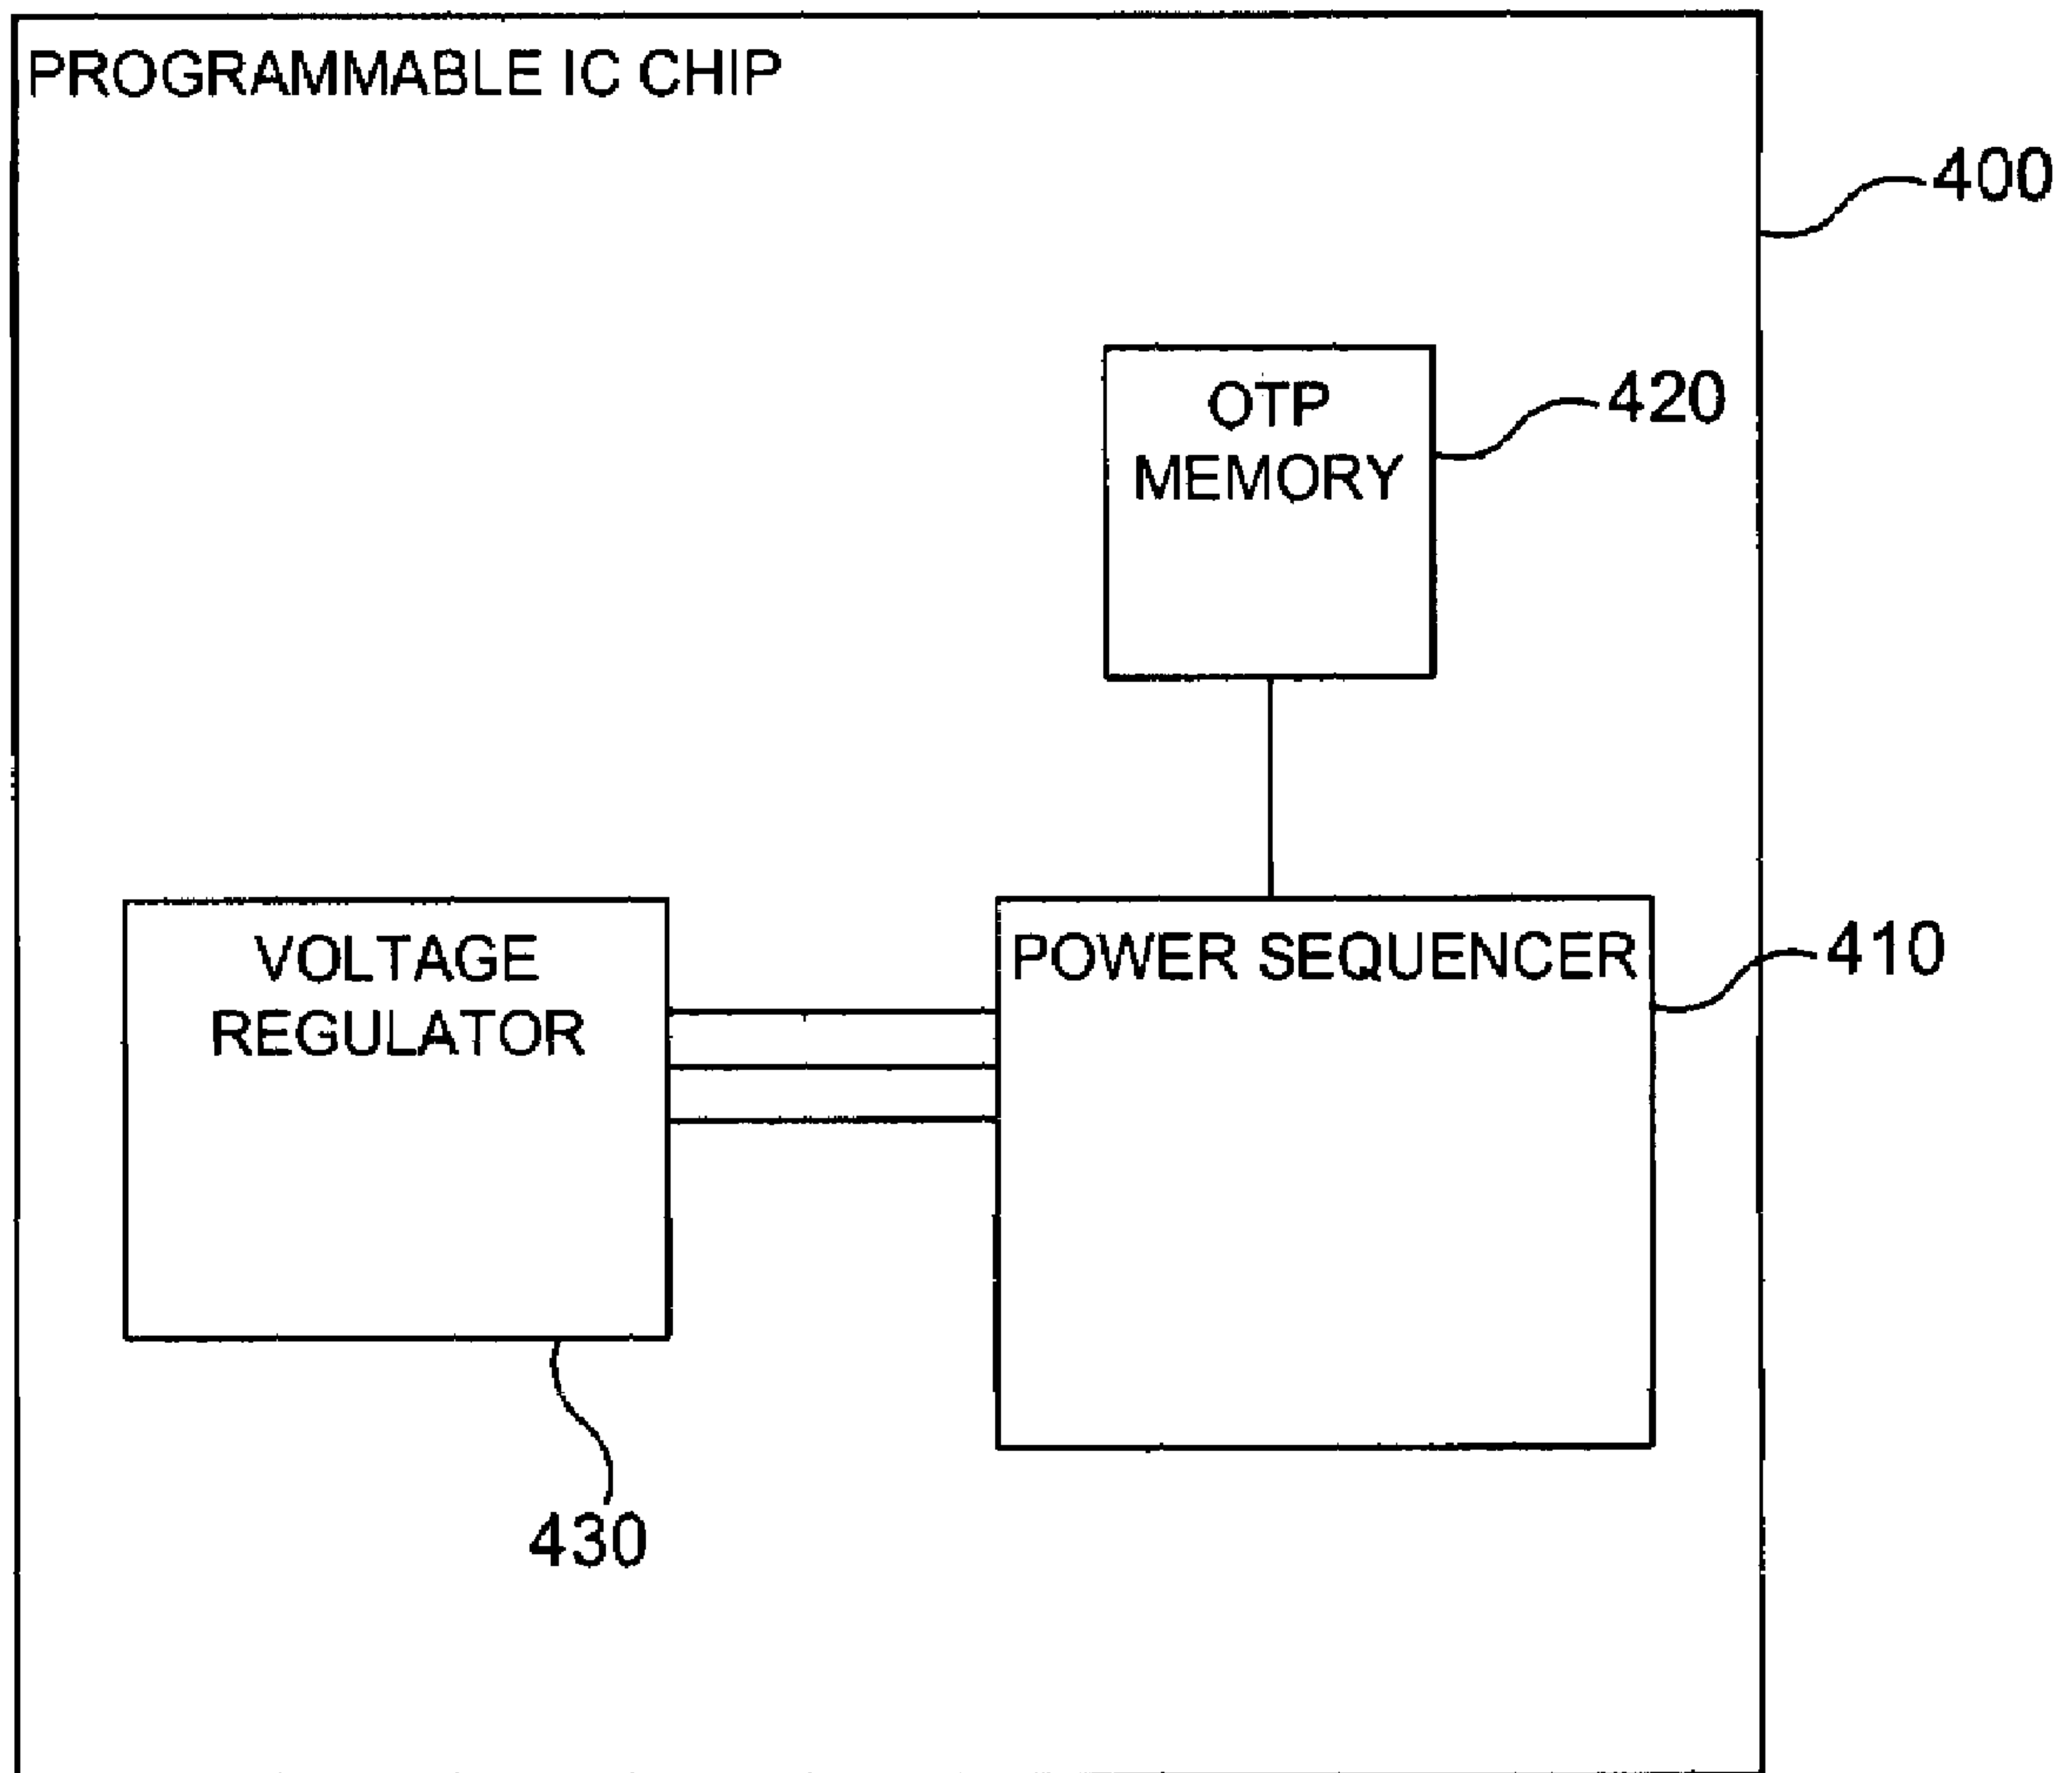 PROGRAMMABLE IC CHIP
400
OTP
MEMORY
420
VOLTAGE
REGULATOR
POWER SEQUENCER
410
430